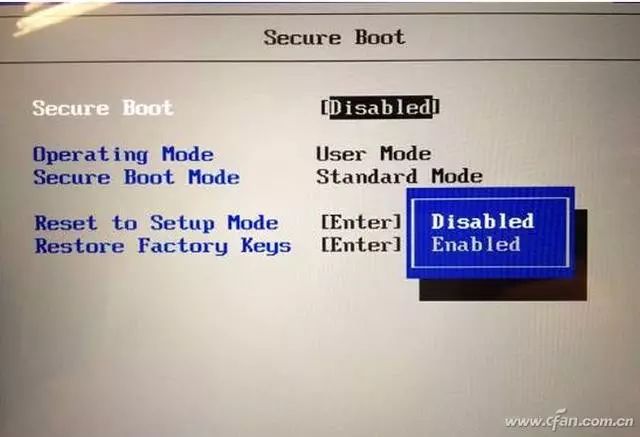 Secure Boot
Secure Boot [Disabled]
Operating Mode User Mode
Secure Boot Mode Standard Mode
Reset to Setup Mode [Enter]
Restore Factory Keys [Enter]
Disabled
Enabled
www.cfan.com.cn